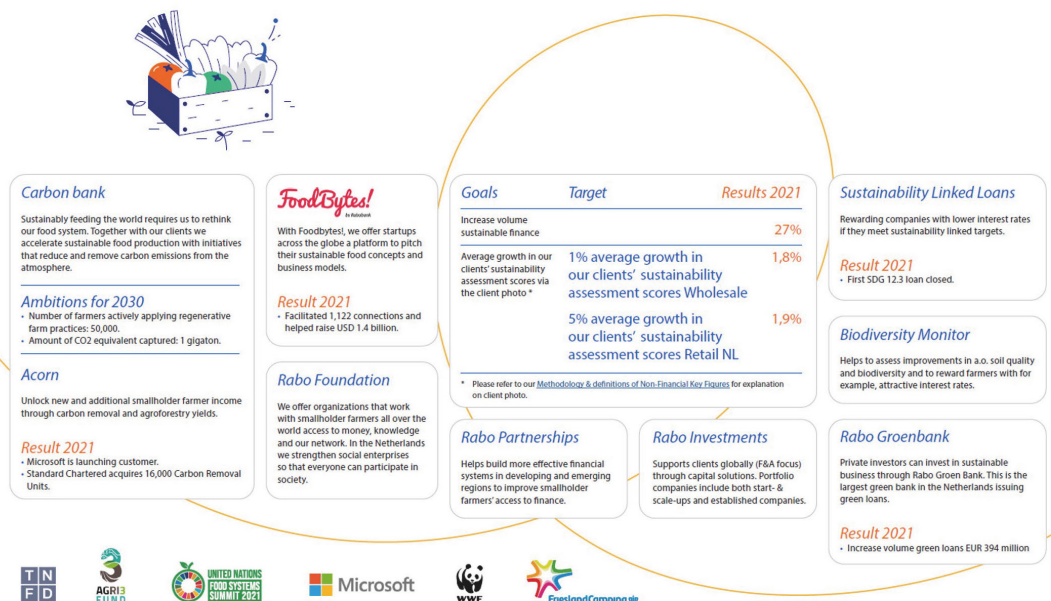 Carbon bank
Sustainably feeding the world requires us to rethink
our food system. Together with our clients we
accelerate sustainable food production with initiatives
that reduce and remove carbon emissions from the
atmosphere.
Ambitions for 2030
• Number of farmers actively applying regenerative
farm practices: 50,000.
• Amount of CO2 equivalent captured: 1 gigaton.
Acorn
Unlock new and additional smallholder farmer income
through carbon removal and agroforestry yields.
Result 2021
• Microsoft is launching customer.
• Standard Chartered acquires 16,000 Carbon Removal
Units.
FoodBytes!
by Rabobank
With Foodbytes!, we offer startups
across the globe a platform to pitch
their sustainable food concepts and
business models.
Result 2021
• Facilitated 1,122 connections and
helped raise USD 1.4 billion.
Rabo Foundation
We offer organizations that work
with smallholder farmers all over the
world access to money, knowledge
and our network. In the Netherlands
we strengthen social enterprises
so that everyone can participate in
society.
Goals Target Results 2021
Increase volume
sustainable finance 27%
Average growth in our
clients' sustainability
assessment scores via
the client photo *
1% average growth in 1,8%
our clients' sustainability
assessment scores Wholesale
5% average growth in 1,9%
our clients' sustainability
assessment scores Retail NL
* Please refer to our Methodology & definitions of Non-Financial Key Figures for explanation
on client photo.
Rabo Partnerships
Helps build more effective financial
systems in developing and emerging
regions to improve smallholder
farmers' access to finance.
Rabo Investments
Supports clients globally (F&A focus)
through capital solutions. Portfolio
companies include both start- &
scale-ups and established companies.
Sustainability Linked Loans
Rewarding companies with lower interest rates
if they meet sustainability linked targets.
Result 2021
• First SDG 12.3 loan closed.
Biodiversity Monitor
Helps to assess improvements in a.o. soil quality
and biodiversity and to reward farmers with for
example, attractive interest rates.
Rabo Groenbank
Private investors can invest in sustainable
business through Rabo Groen Bank. This is the
largest green bank in the Netherlands issuing
green loans.
Result 2021
• Increase volume green loans EUR 394 million
TN
FD
AGRI3
FUND
UNITED NATIONS
FOOD SYSTEMS
SUMMIT 2021
Microsoft
WWF
FrieslandCampina